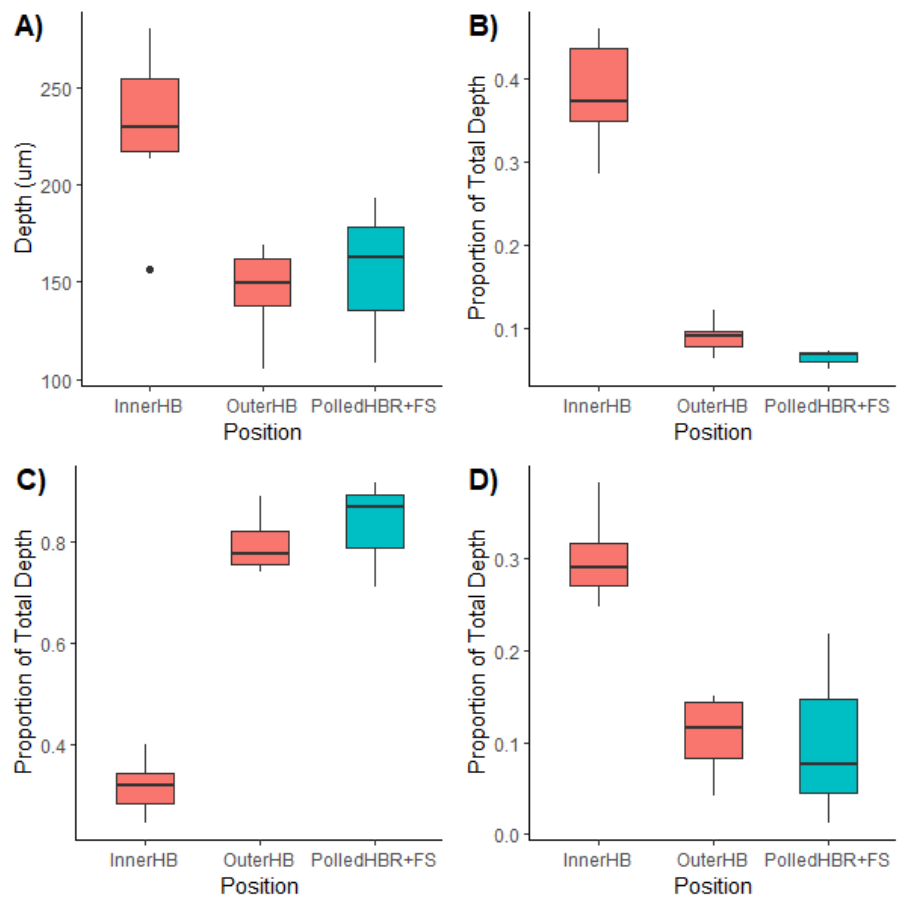 A)
Depth (um)
250
200
150
100
InnerHB OuterHB PolledHBR+FS
Position
B)
Proportion of Total Depth
0.4
0.3
0.2
0.1
InnerHB OuterHB PolledHBR+FS
Position
C)
Proportion of Total Depth
0.8
0.6
0.4
InnerHB OuterHB PolledHBR+FS
Position
D)
Proportion of Total Depth
0.3
0.2
0.1
0.0
InnerHB OuterHB PolledHBR+FS
Position